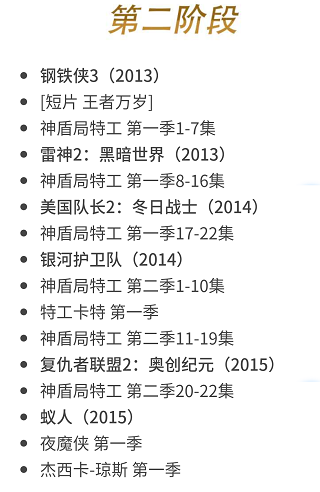 第二阶段
• 钢铁侠3（2013）
• [短片 王者万岁]
• 神盾局特工 第一季1-7集
• 雷神2：黑暗世界（2013）
• 神盾局特工 第一季8-16集
• 美国队长2：冬日战士（2014）
• 神盾局特工 第一季17-22集
• 银河护卫队（2014）
• 神盾局特工 第二季1-10集
• 特工卡特 第一季
• 神盾局特工 第二季11-19集
• 复仇者联盟2：奥创纪元（2015）
• 神盾局特工 第二季20-22集
• 蚁人（2015）
• 夜魔侠 第一季
• 杰西卡-琼斯 第一季